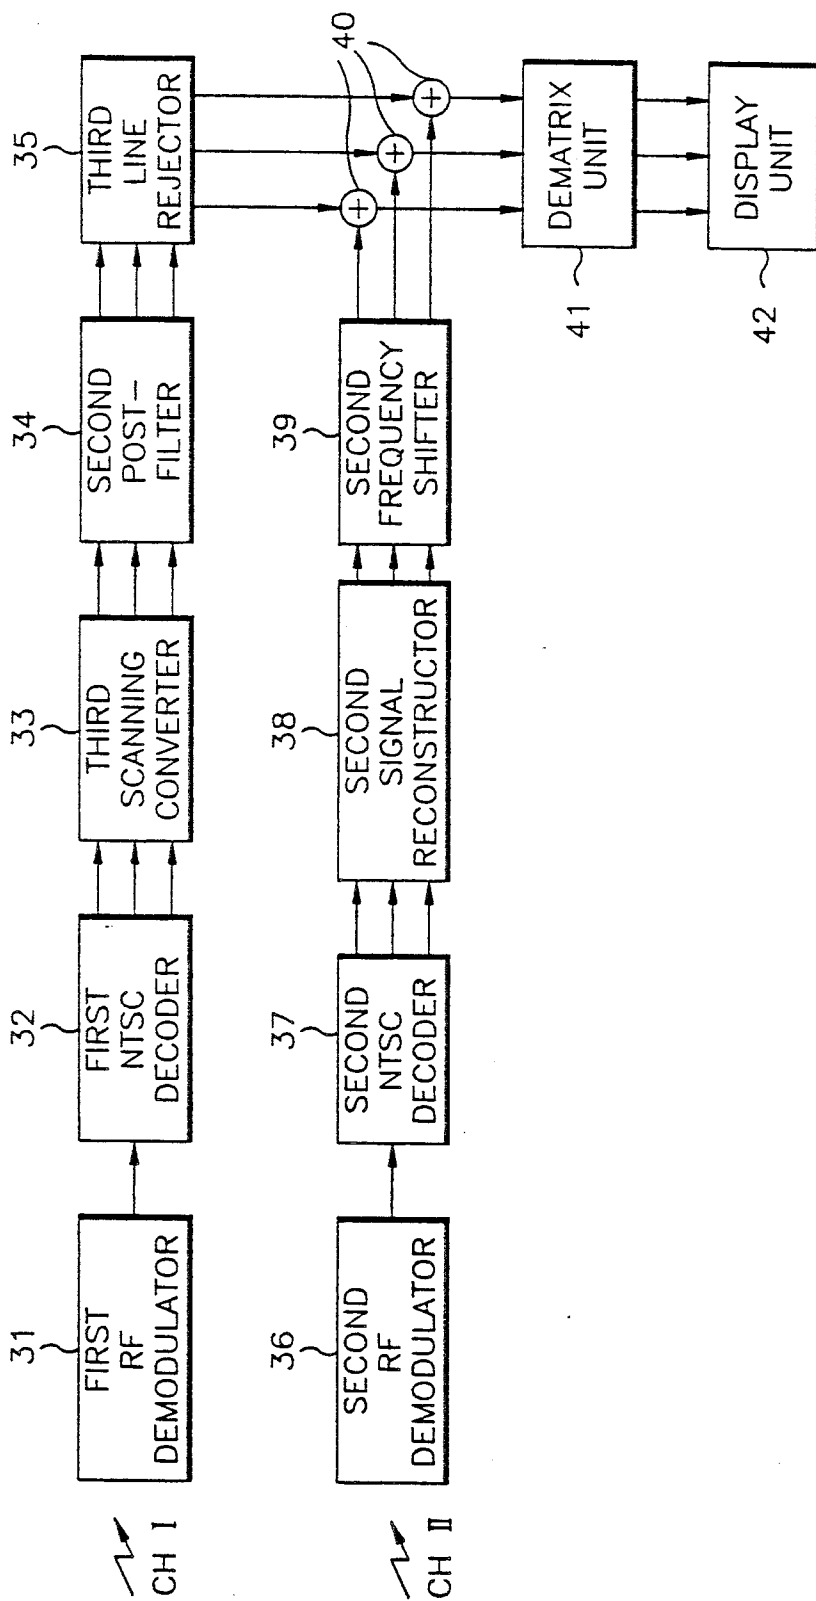 31
FIRST
RF
DEMODULATOR
32
FIRST
NTSC
DECODER
33
THIRD
SCANNING
CONVERTER
34
SECOND
POST-
FILTER
35
THIRD
LINE
REJECTOR
CH I
36
SECOND
RF
DEMODULATOR
37
SECOND
NTSC
DECODER
38
SECOND
SIGNAL
RECONSTRUCTOR
39
SECOND
FREQUENCY
SHIFTER
40
+
+
+
CH II
41
DEMATRIX
UNIT
42
DISPLAY
UNIT